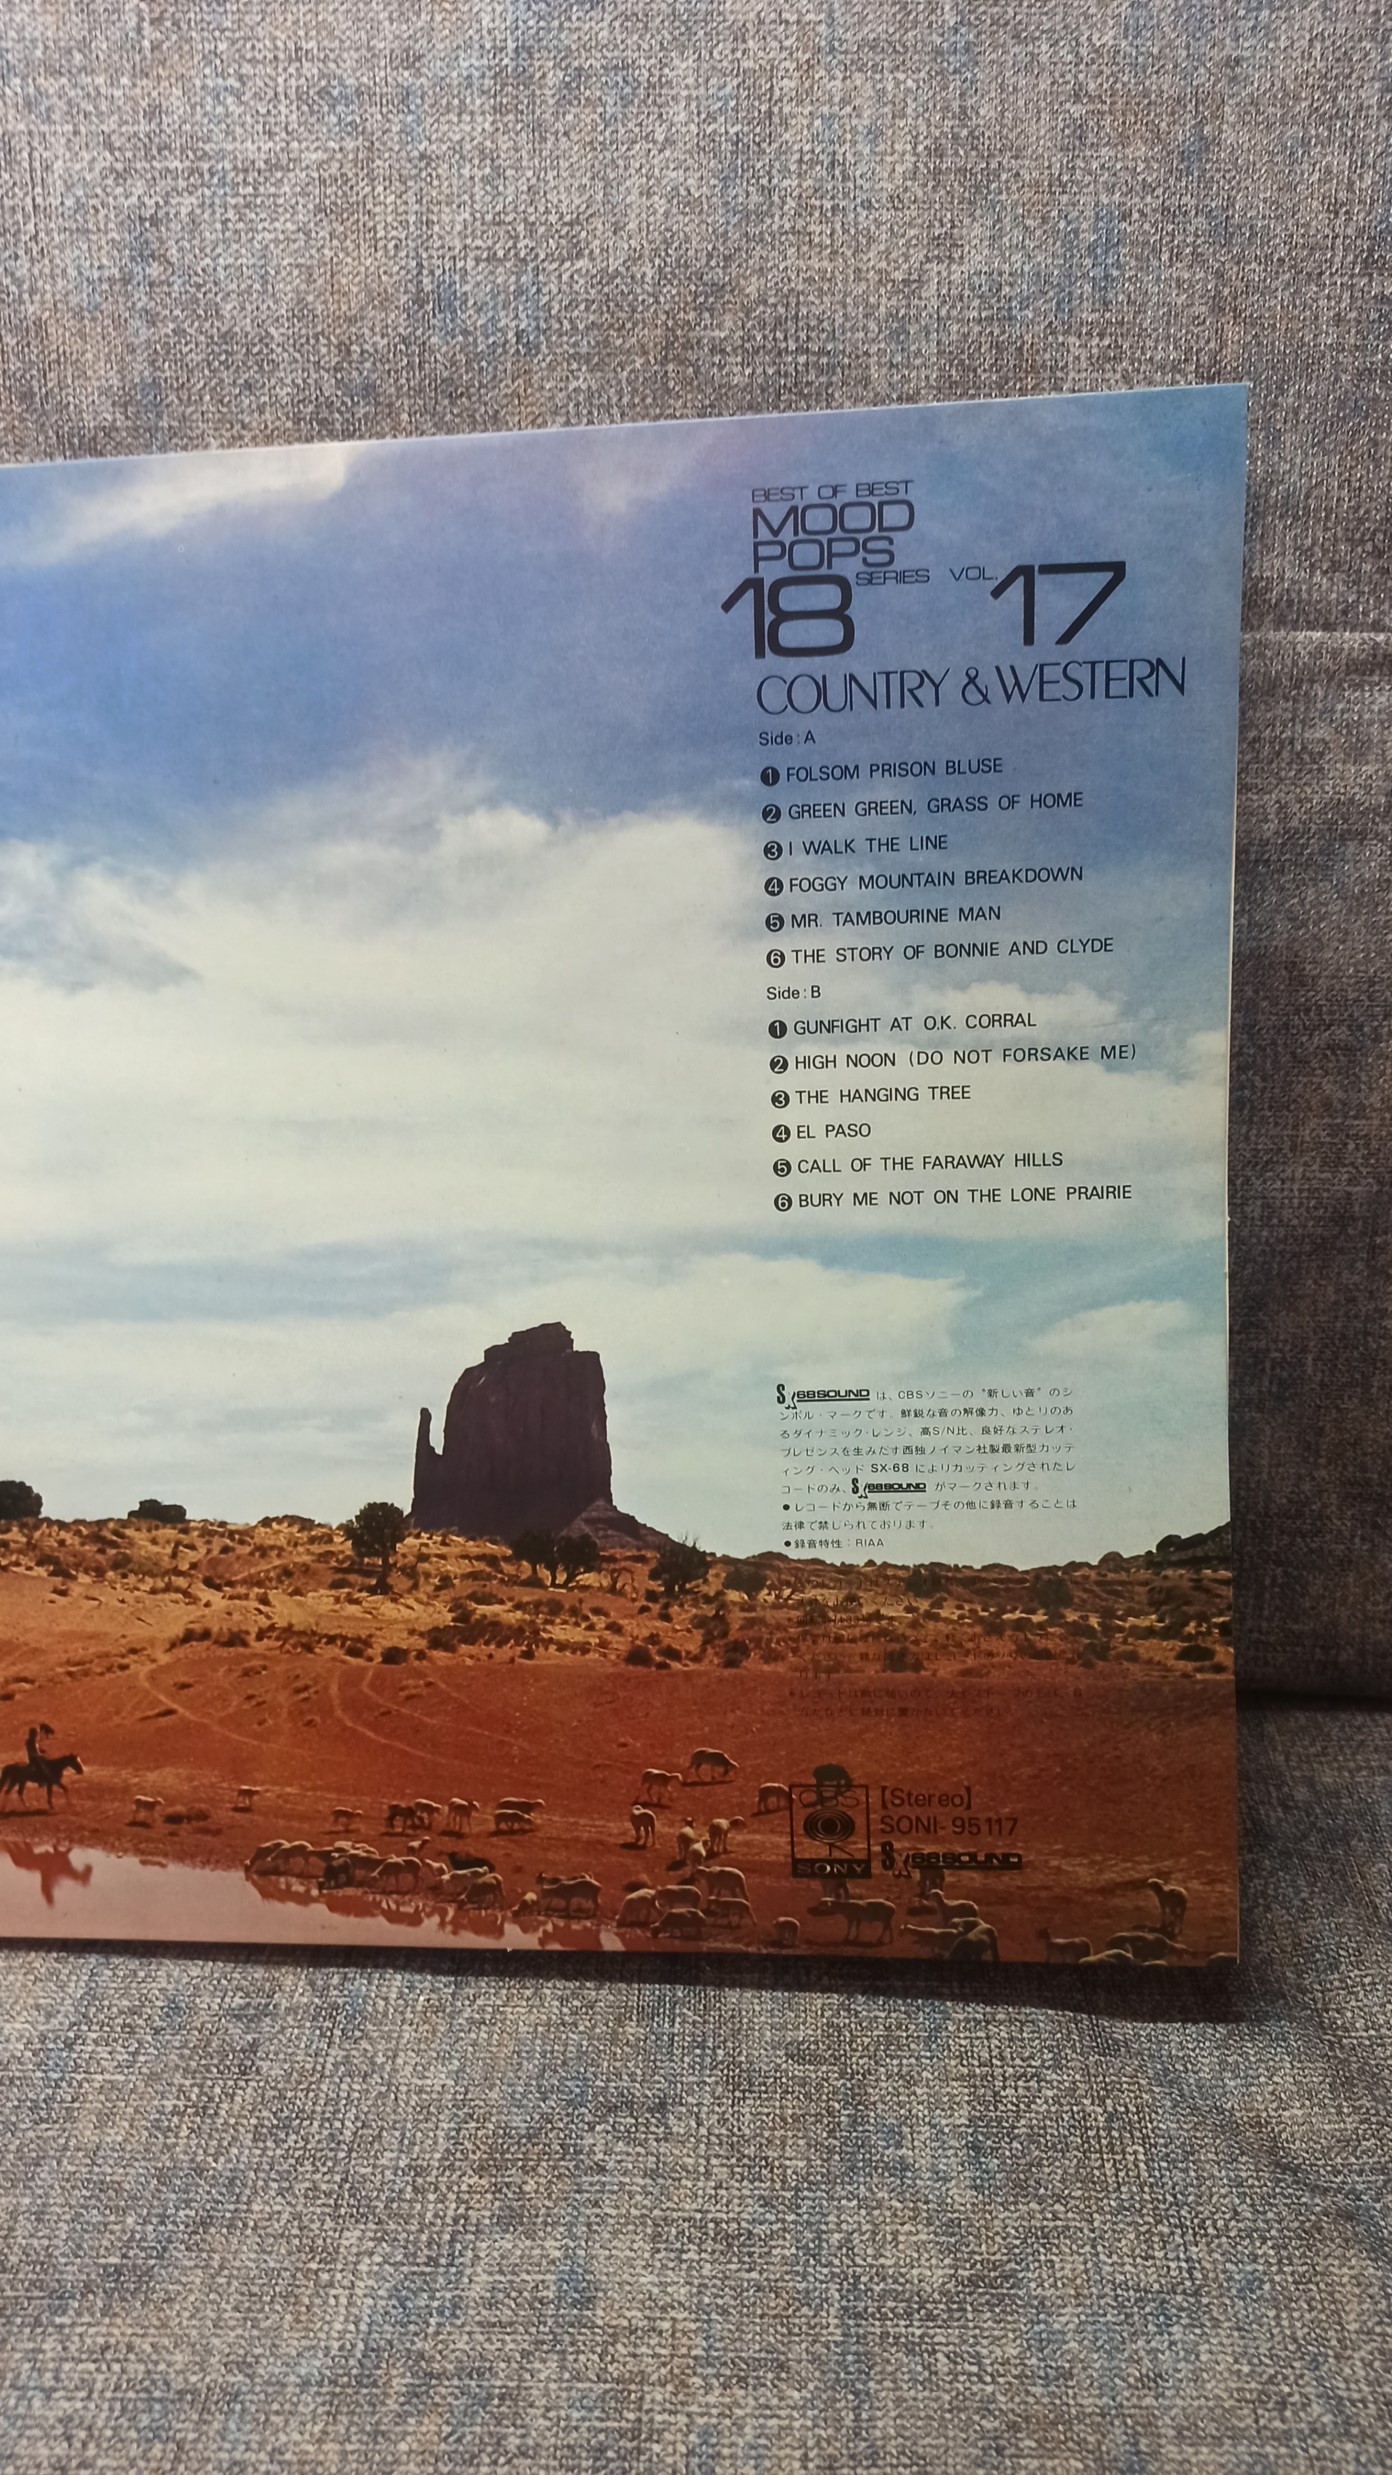 BEST OF BEST
MOOD
POPS
18 SERIES VOL. 17
COUNTRY & WESTERN
Side : A
❶ FOLSOM PRISON BLUSE
❷ GREEN GREEN, GRASS OF HOME
❸ I WALK THE LINE
❹ FOGGY MOUNTAIN BREAKDOWN
❺ MR. TAMBOURINE MAN
❻ THE STORY OF BONNIE AND CLYDE
Side : B
❶ GUNFIGHT AT O.K. CORRAL
❷ HIGH NOON (DO NOT FORSAKE ME)
❸ THE HANGING TREE
❹ EL PASO
❺ CALL OF THE FARAWAY HILLS
❻ BURY ME NOT ON THE LONE PRAIRIE
SX68SOUND は、CBSソニーの“新しい音”のシ
ンボル・マークです。鮮鋭な音の解像力、ゆとりのあ
るダイナミック・レンジ、高S/N比、良好なステレオ・
プレゼンスを生みだす西独ノイマン社製最新型カッテ
ィング・ヘッド SX-68 によりカッティングされたレ
コードのみ、SX68SOUND がマークされます。
●レコードから無断でテープその他に録音することは
法律で禁じられております。
●録音特性：RIAA
CBS
SONY
【Stereo】
SONI-95117
SX68SOUND